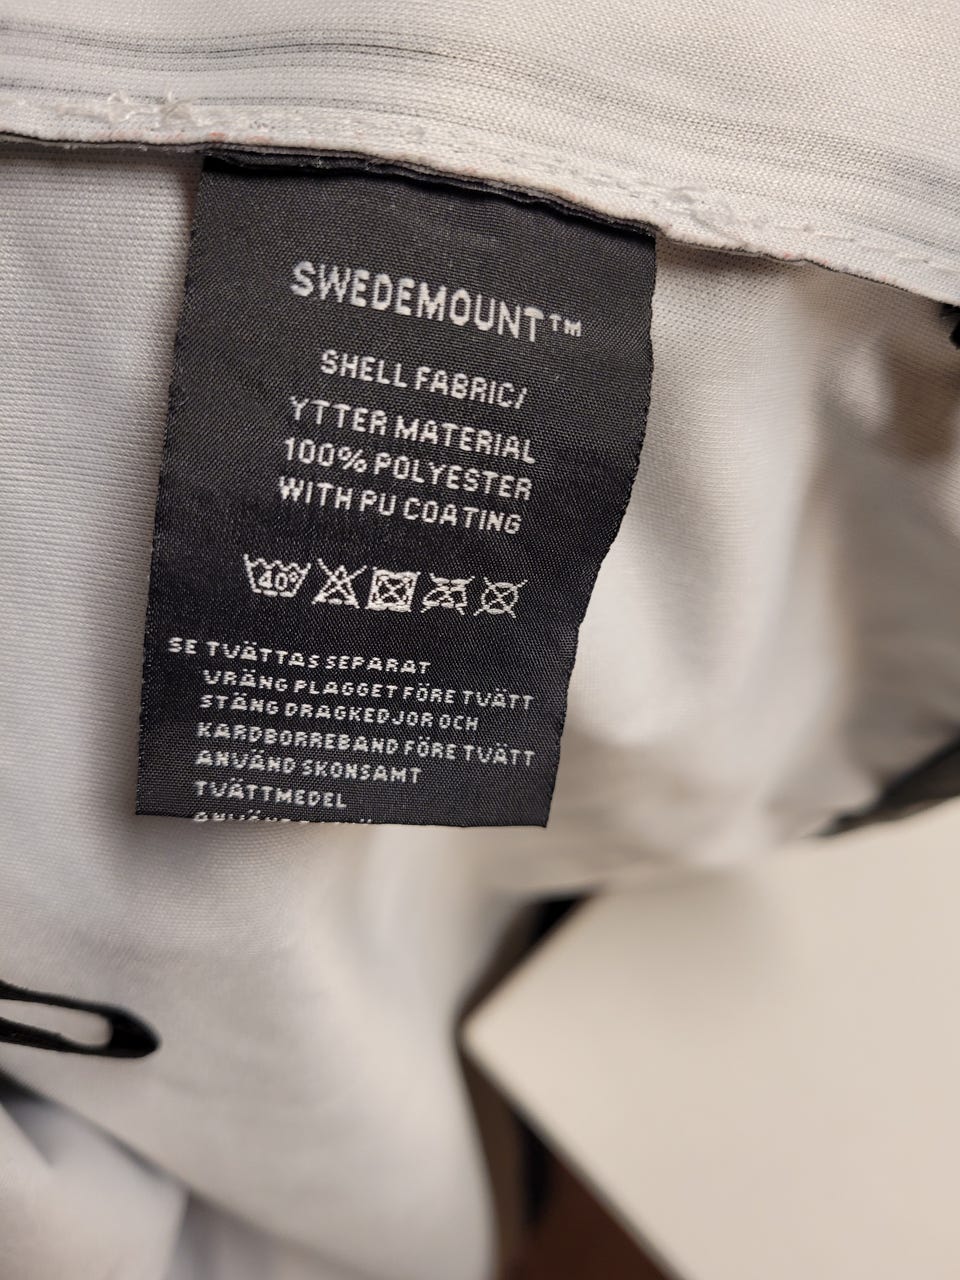 SWEDEMOUNT™
SHELL FABRIC/
YTTER MATERIAL
100% POLYESTER
WITH PU COATING
40°
SE TVÄTTAS SEPARAT
VRÄNG PLAGGET FÖRE TVÄTT
STÄNG DRAGKEDJOR OCH
KARDBORREBAND FÖRE TVÄTT
ANVÄND SKONSAMT
TVÄTTMEDEL